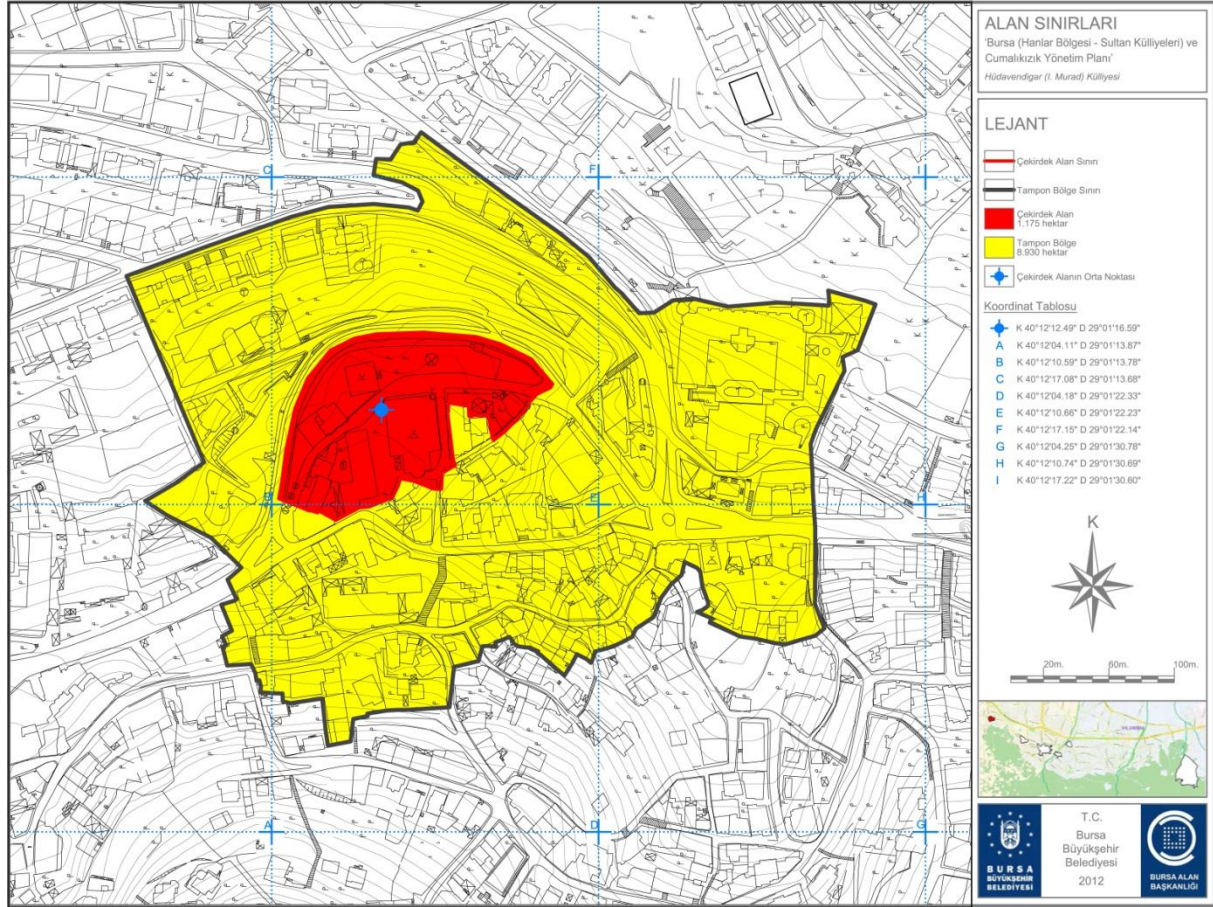 ALAN SINIRLARI
'Bursa (Hanlar Bölgesi - Sultan Külliyeleri) ve
Cumalıkızık Yönetim Planı'
Hüdavendigar (I. Murad) Külliyesi
LEJANT
Çekirdek Alan Sınırı
Tampon Bölge Sınırı
Çekirdek Alan
1.175 hektar
Tampon Bölge
8.930 hektar
Çekirdek Alanın Orta Noktası
Koordinat Tablosu
K 40°12'12.49" D 29°01'16.59"
A K 40°12'04.11" D 29°01'13.87"
B K 40°12'10.59" D 29°01'13.78"
C K 40°12'17.08" D 29°01'13.68"
D K 40°12'04.18" D 29°01'22.33"
E K 40°12'10.66" D 29°01'22.23"
F K 40°12'17.15" D 29°01'22.14"
G K 40°12'04.25" D 29°01'30.78"
H K 40°12'10.74" D 29°01'30.69"
I K 40°12'17.22" D 29°01'30.60"
K
20m. 60m. 100m.
BURSA
BÜYÜKŞEHİR
BELEDİYESİ
T.C.
Bursa
Büyükşehir
Belediyesi
2012
BURSA ALAN
BAŞKANLIĞI
C F I
B E H
A D G